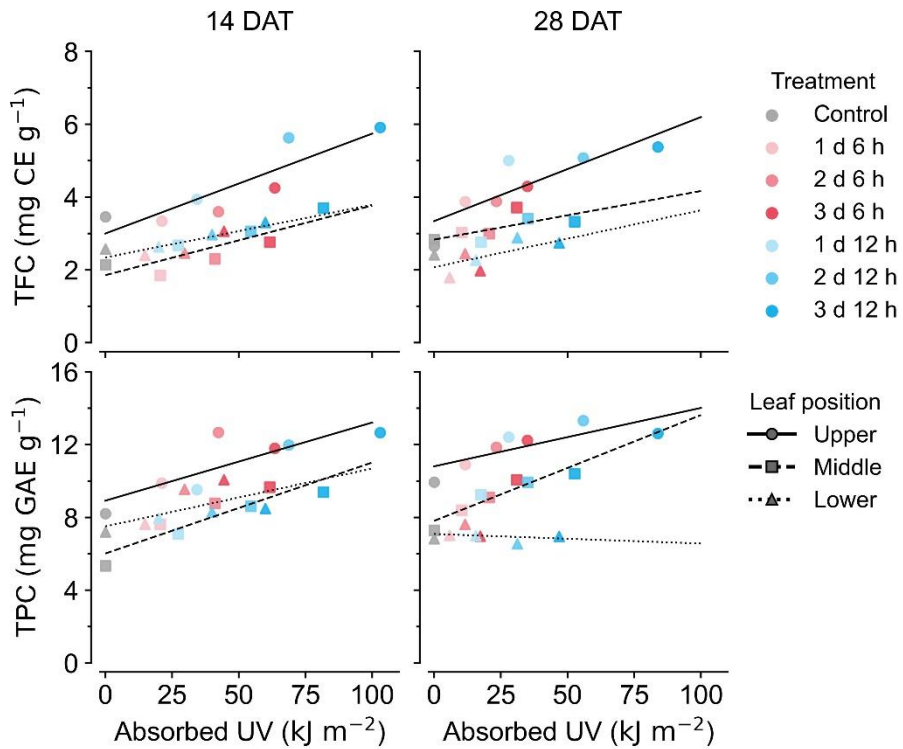 14 DAT
28 DAT
TFC (mg CE g⁻¹)
8
6
4
2
0
TPC (mg GAE g⁻¹)
16
12
8
4
0
0 25 50 75 100
0 25 50 75 100
Absorbed UV (kJ m⁻²)
Absorbed UV (kJ m⁻²)
Treatment
Control
1 d 6 h
2 d 6 h
3 d 6 h
1 d 12 h
2 d 12 h
3 d 12 h
Leaf position
Upper
Middle
Lower